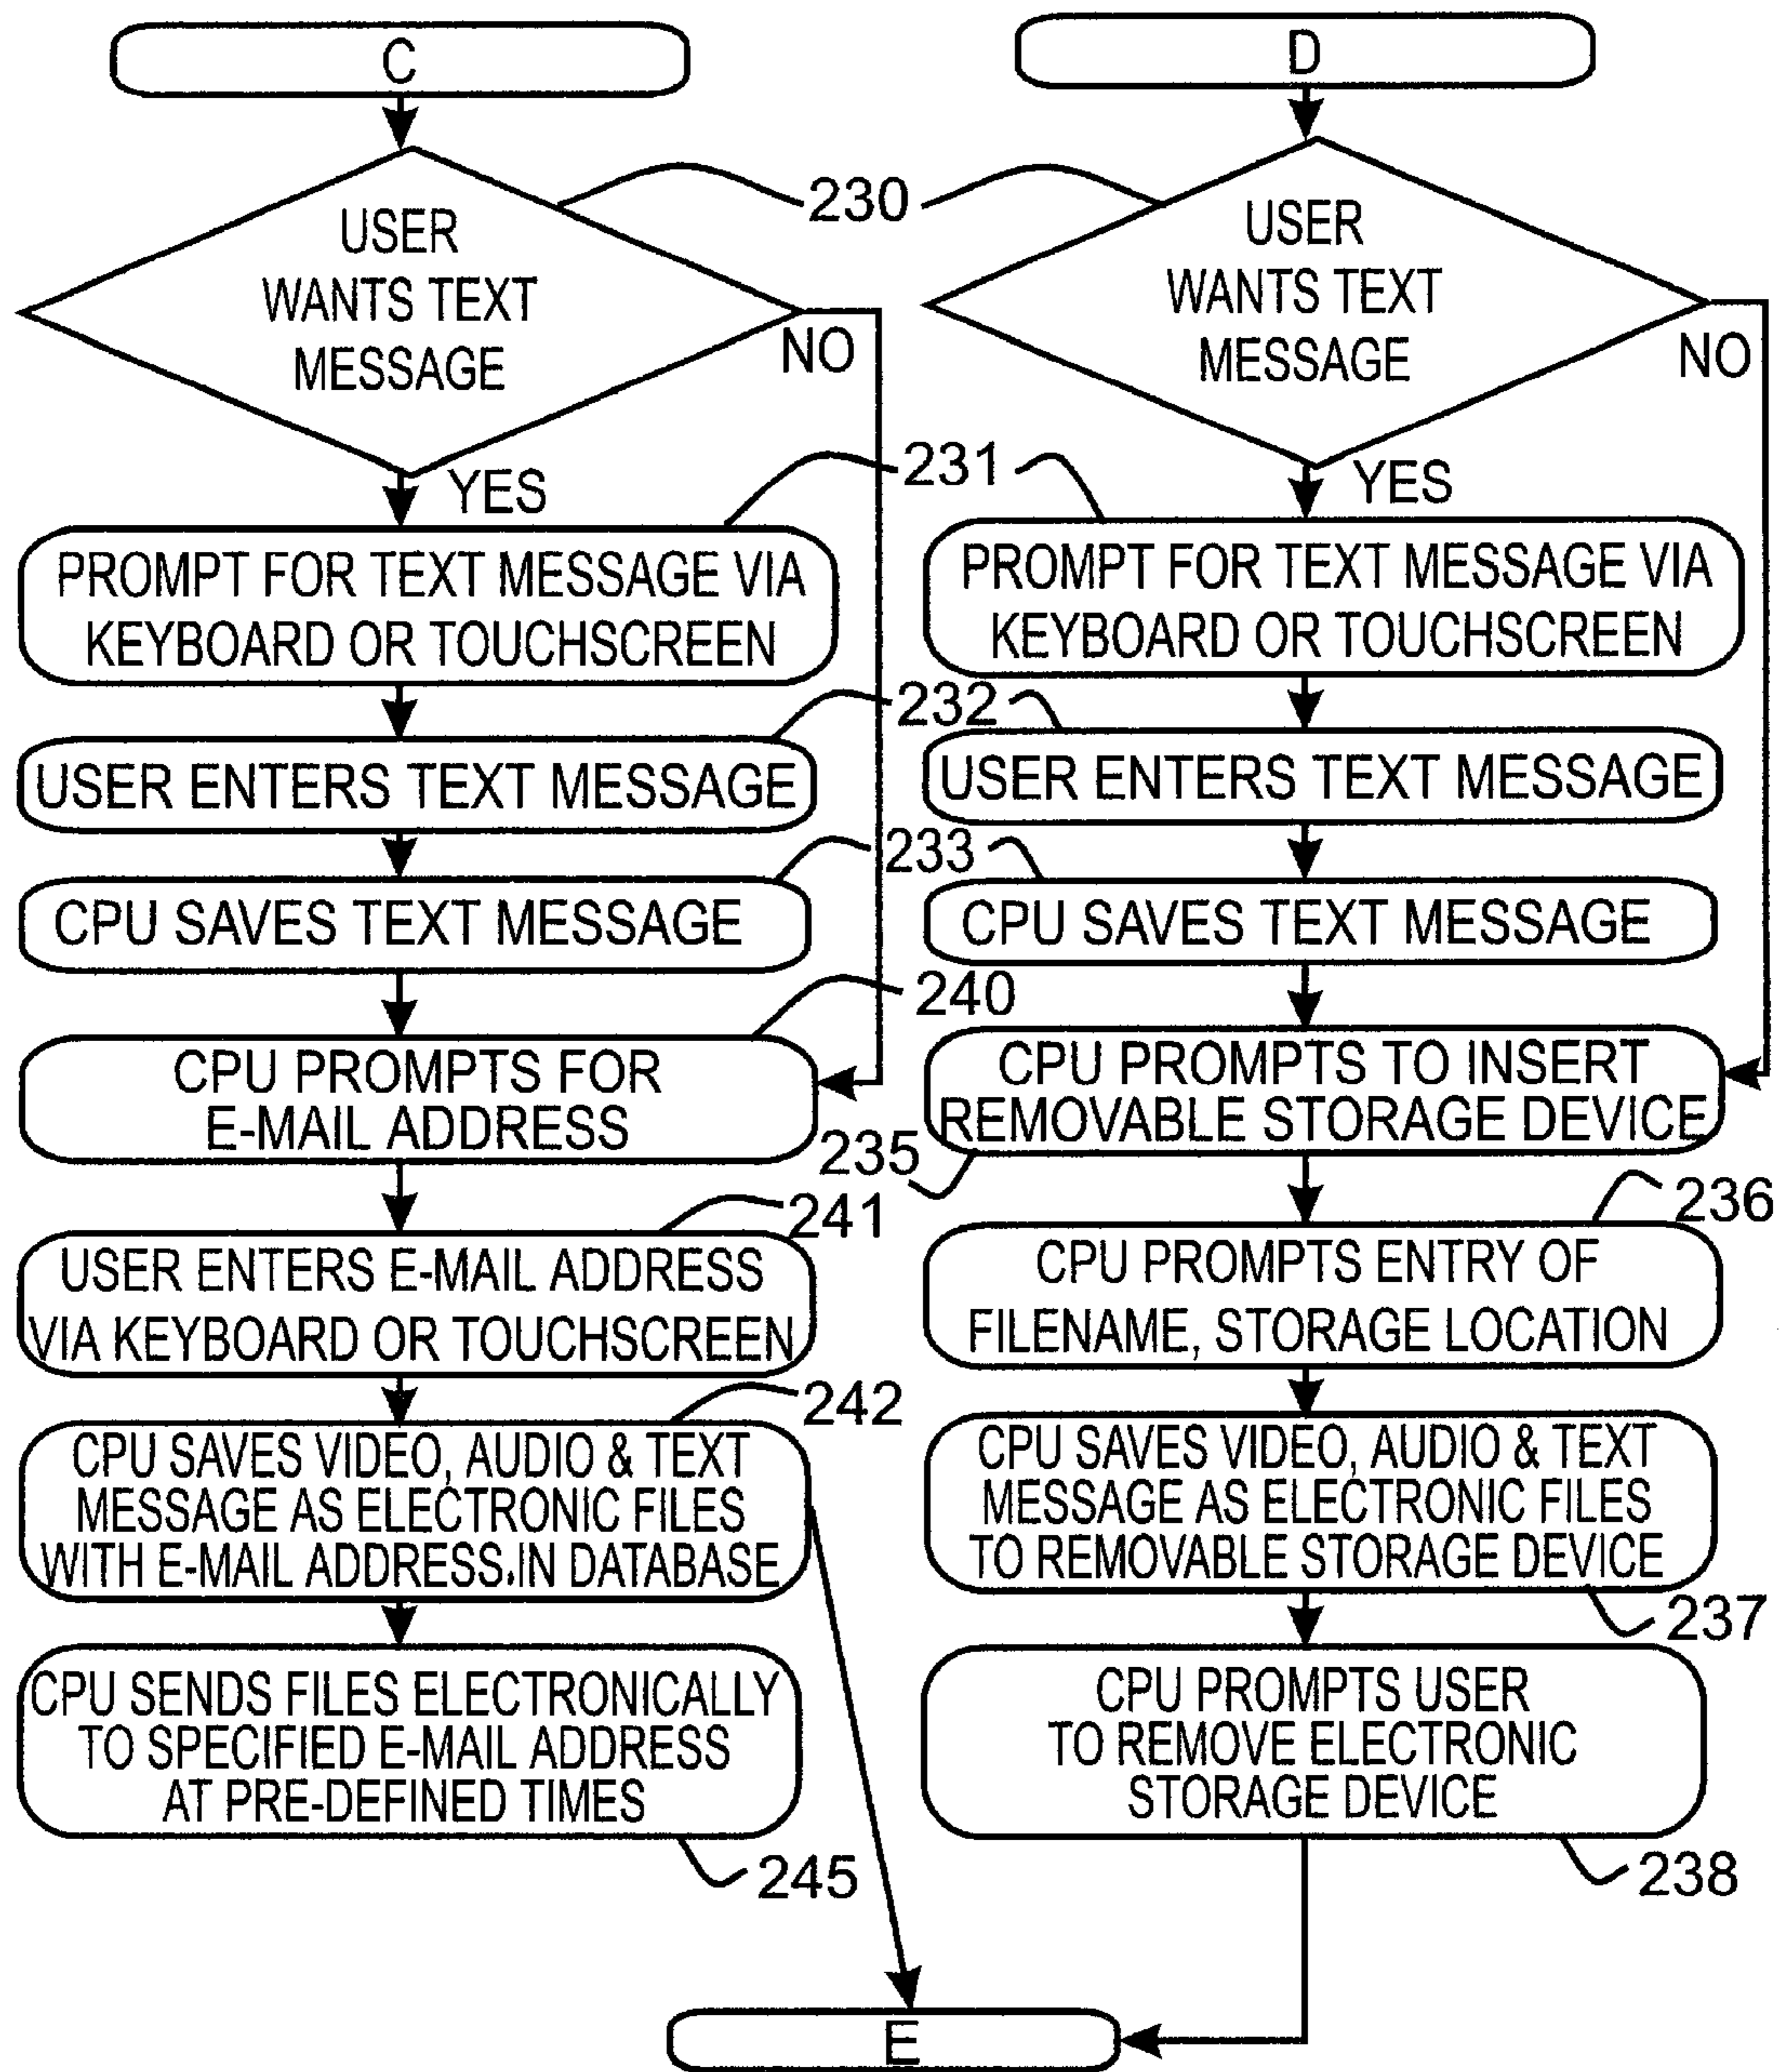 C
230
USER
WANTS TEXT
MESSAGE
NO
YES
231
PROMPT FOR TEXT MESSAGE VIA
KEYBOARD OR TOUCHSCREEN
232
USER ENTERS TEXT MESSAGE
233
CPU SAVES TEXT MESSAGE
240
CPU PROMPTS FOR
E-MAIL ADDRESS
241
USER ENTERS E-MAIL ADDRESS
VIA KEYBOARD OR TOUCHSCREEN
242
CPU SAVES VIDEO, AUDIO & TEXT
MESSAGE AS ELECTRONIC FILES
WITH E-MAIL ADDRESS.IN DATABASE
CPU SENDS FILES ELECTRONICALLY
TO SPECIFIED E-MAIL ADDRESS
AT PRE-DEFINED TIMES
245
D
USER
WANTS TEXT
MESSAGE
NO
YES
PROMPT FOR TEXT MESSAGE VIA
KEYBOARD OR TOUCHSCREEN
USER ENTERS TEXT MESSAGE
CPU SAVES TEXT MESSAGE
CPU PROMPTS TO INSERT
REMOVABLE STORAGE DEVICE
235
236
CPU PROMPTS ENTRY OF
FILENAME, STORAGE LOCATION
CPU SAVES VIDEO, AUDIO & TEXT
MESSAGE AS ELECTRONIC FILES
TO REMOVABLE STORAGE DEVICE
237
CPU PROMPTS USER
TO REMOVE ELECTRONIC
STORAGE DEVICE
238
E